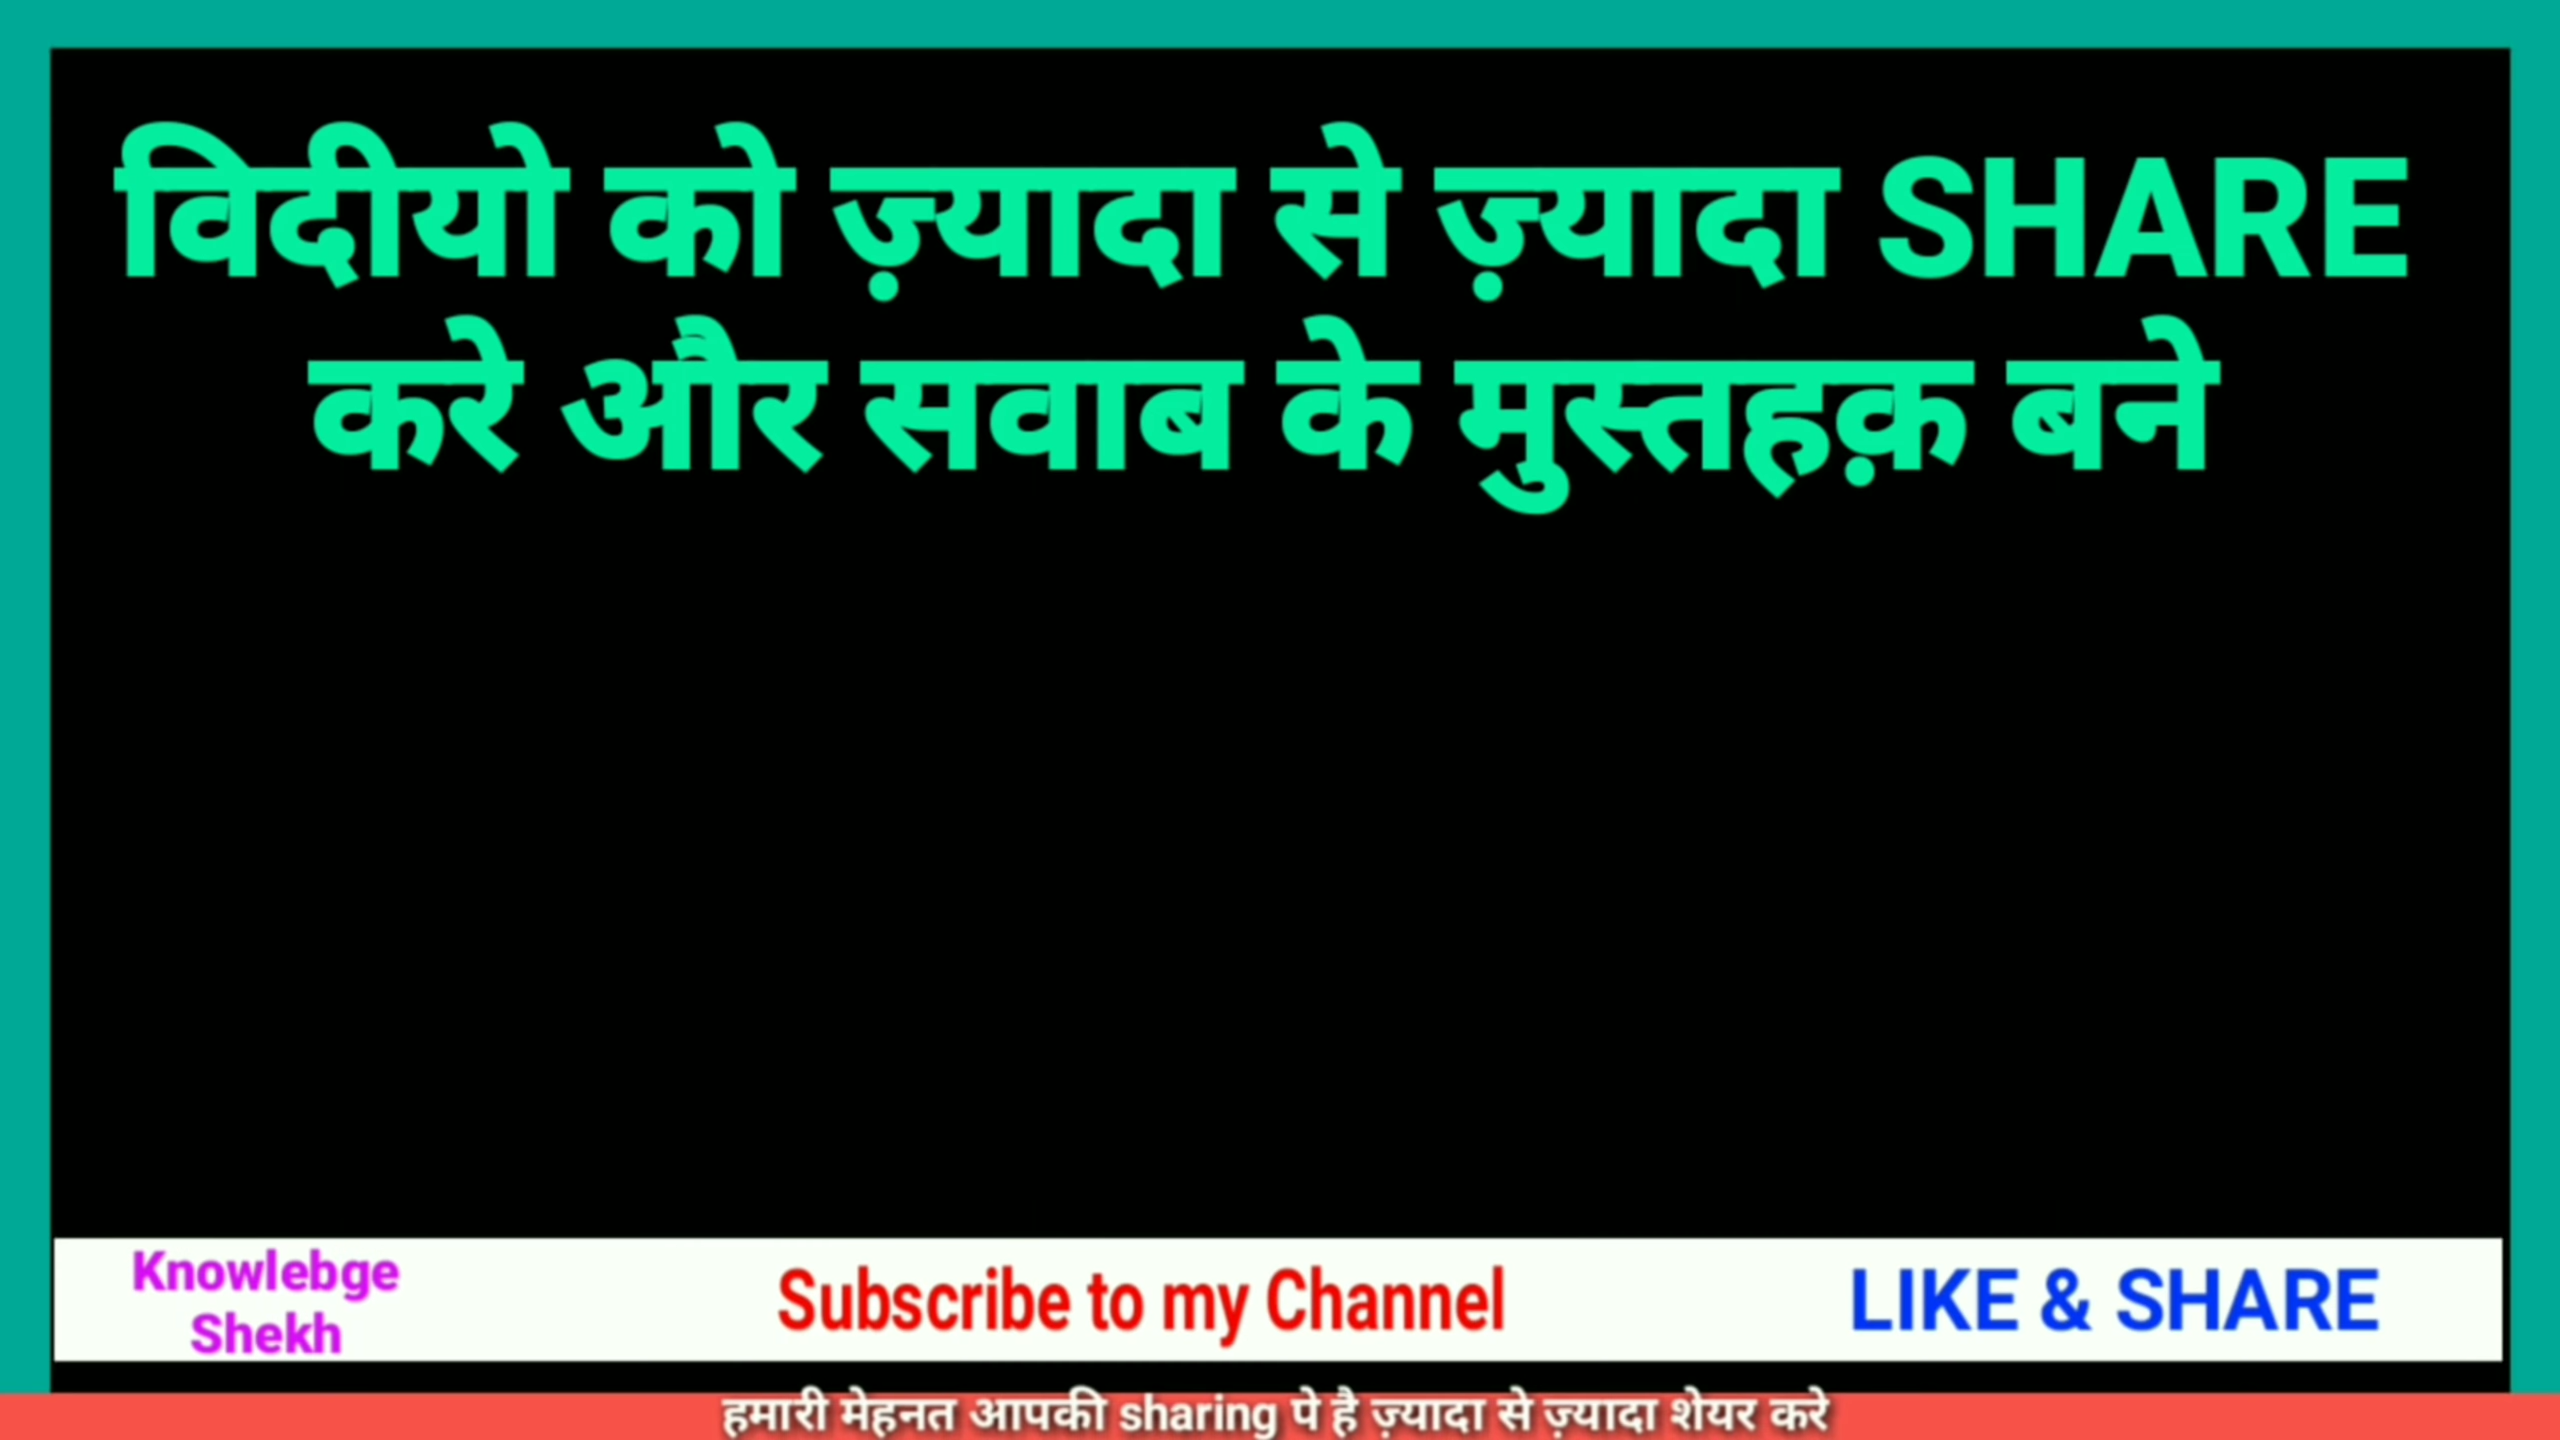 विदीयो को ज़्यादा से ज़्यादा SHARE
करे और सवाब के मुस्तहक़ बने
Knowlebge
Shekh
Subscribe to my Channel
LIKE & SHARE
हमारी मेहनत आपकी sharing पे है ज़्यादा से ज़्यादा शेयर करे